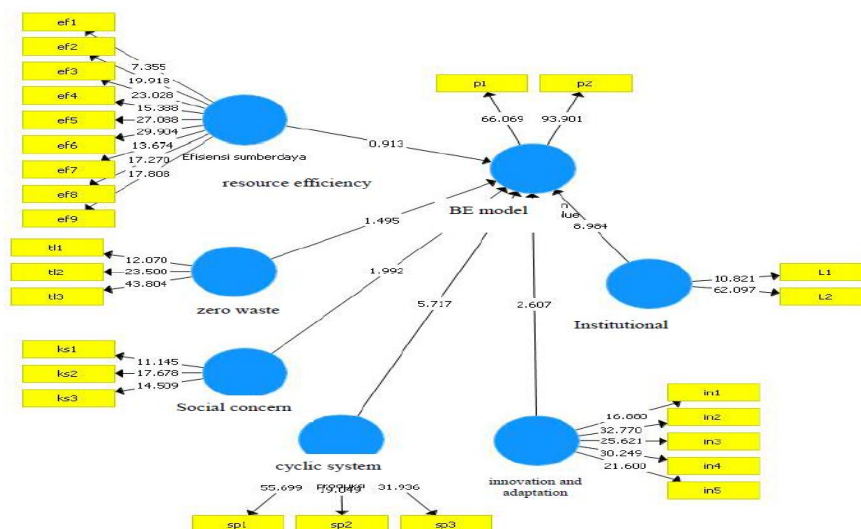 ef1
ef2
ef3
ef4
ef5
ef6
ef7
ef8
ef9
7.355
19.918
23.028
15.388
27.088
29.904
13.674
17.270
17.808
Efisiensi sumberdaya
resource efficiency
p1
p2
66.069
93.901
0.913
BE model
1.495
8.984
tl1
tl2
tl3
12.070
23.500
43.804
zero waste
1.992
5.717
2.607
10.821
62.097
L1
L2
Institutional
ks1
ks2
ks3
11.145
17.678
14.509
Social concern
cyclic system
55.699
19.049
31.936
sp1
sp2
sp3
in1
in2
in3
in4
in5
16.880
32.770
25.621
30.249
21.600
innovation and
adaptation